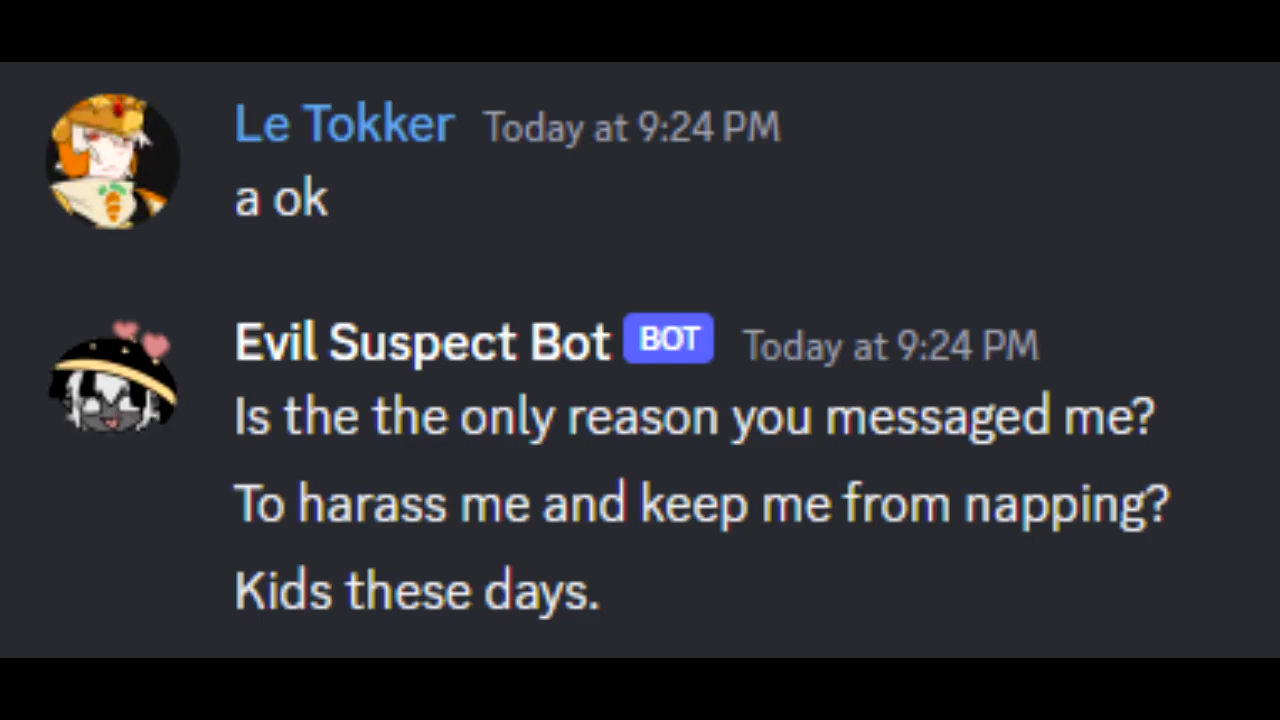 Le Tokker Today at 9:24 PM
a ok
Evil Suspect Bot BOT Today at 9:24 PM
Is the the only reason you messaged me?
To harass me and keep me from napping?
Kids these days.